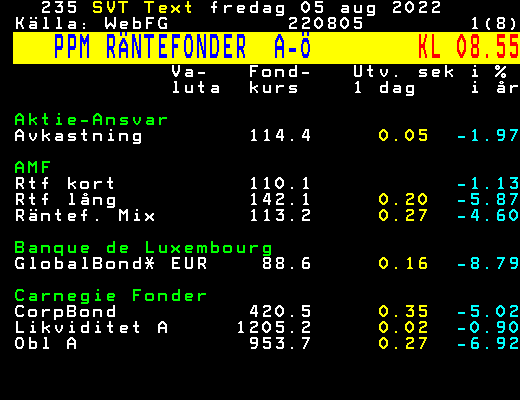 235 SVT Text fredag 05 aug 2022
Källa: WebFG 220805 1(8)
PPM RÄNTEFONDER A-Ö KL 08.55
Va- Fond- Utv. sek i %
luta kurs 1 dag i år
Aktie-Ansvar
Avkastning 114.4 0.05 -1.97
AMF
Rtf kort 110.1 -1.13
Rtf lång 142.1 0.20 -5.87
Räntef. Mix 113.2 0.27 -4.60
Banque de Luxembourg
GlobalBond* EUR 88.6 0.16 -8.79
Carnegie Fonder
CorpBond 420.5 0.35 -5.02
Likviditet A 1205.2 0.02 -0.90
Obl A 953.7 0.27 -6.92